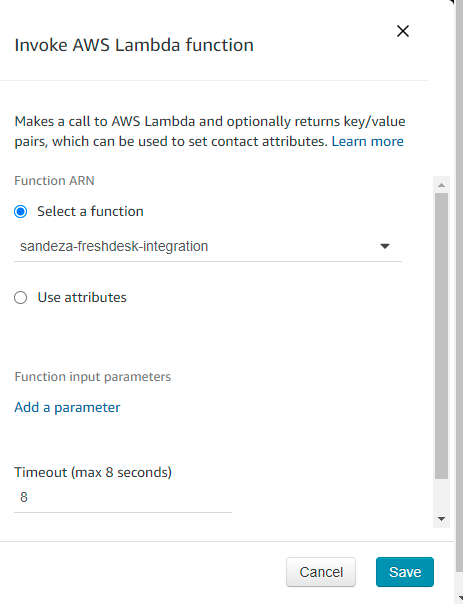 Invoke AWS Lambda function
Makes a call to AWS Lambda and optionally returns key/value
pairs, which can be used to set contact attributes. Learn more
Function ARN
Select a function
sandeza-freshdesk-integration
Use attributes
Function input parameters
Add a parameter
Timeout (max 8 seconds)
8
Cancel
Save